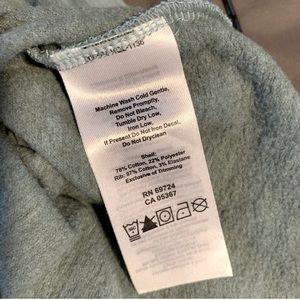 Machine Wash Cold Gentle,
Remove Promptly,
Do Not Bleach,
Tumble Dry Low,
Iron Low,
If Present Do Not Iron Decal,
Do Not Dryclean
Shell:
78% Cotton, 22% Polyester
Rib: 97% Cotton, 3% Elastane
Exclusive of Trimming
RN 69724
CA 05367